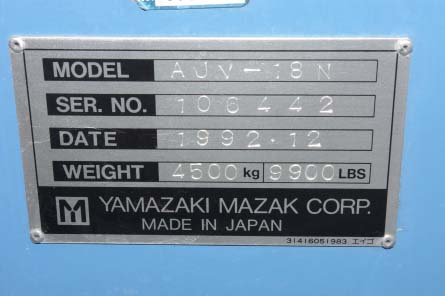 MODEL AJV-18N
SER. NO. 106442
DATE 1992·12
WEIGHT 4500 kg 9900 LBS
YAMAZAKI MAZAK CORP.
MADE IN JAPAN
31416051983 エイゴ